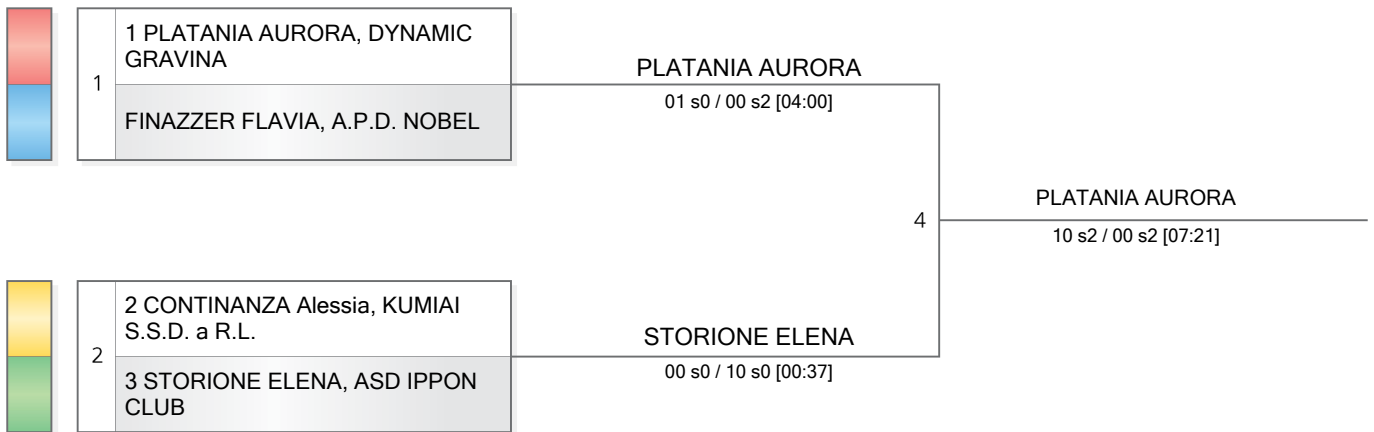 1 PLATANIA AURORA, DYNAMIC
GRAVINA
1
FINAZZER FLAVIA, A.P.D. NOBEL
PLATANIA AURORA
01 s0 / 00 s2 [04:00]
4
PLATANIA AURORA
10 s2 / 00 s2 [07:21]
2 CONTINANZA Alessia, KUMIAI
S.S.D. a R.L.
2
3 STORIONE ELENA, ASD IPPON
CLUB
STORIONE ELENA
00 s0 / 10 s0 [00:37]